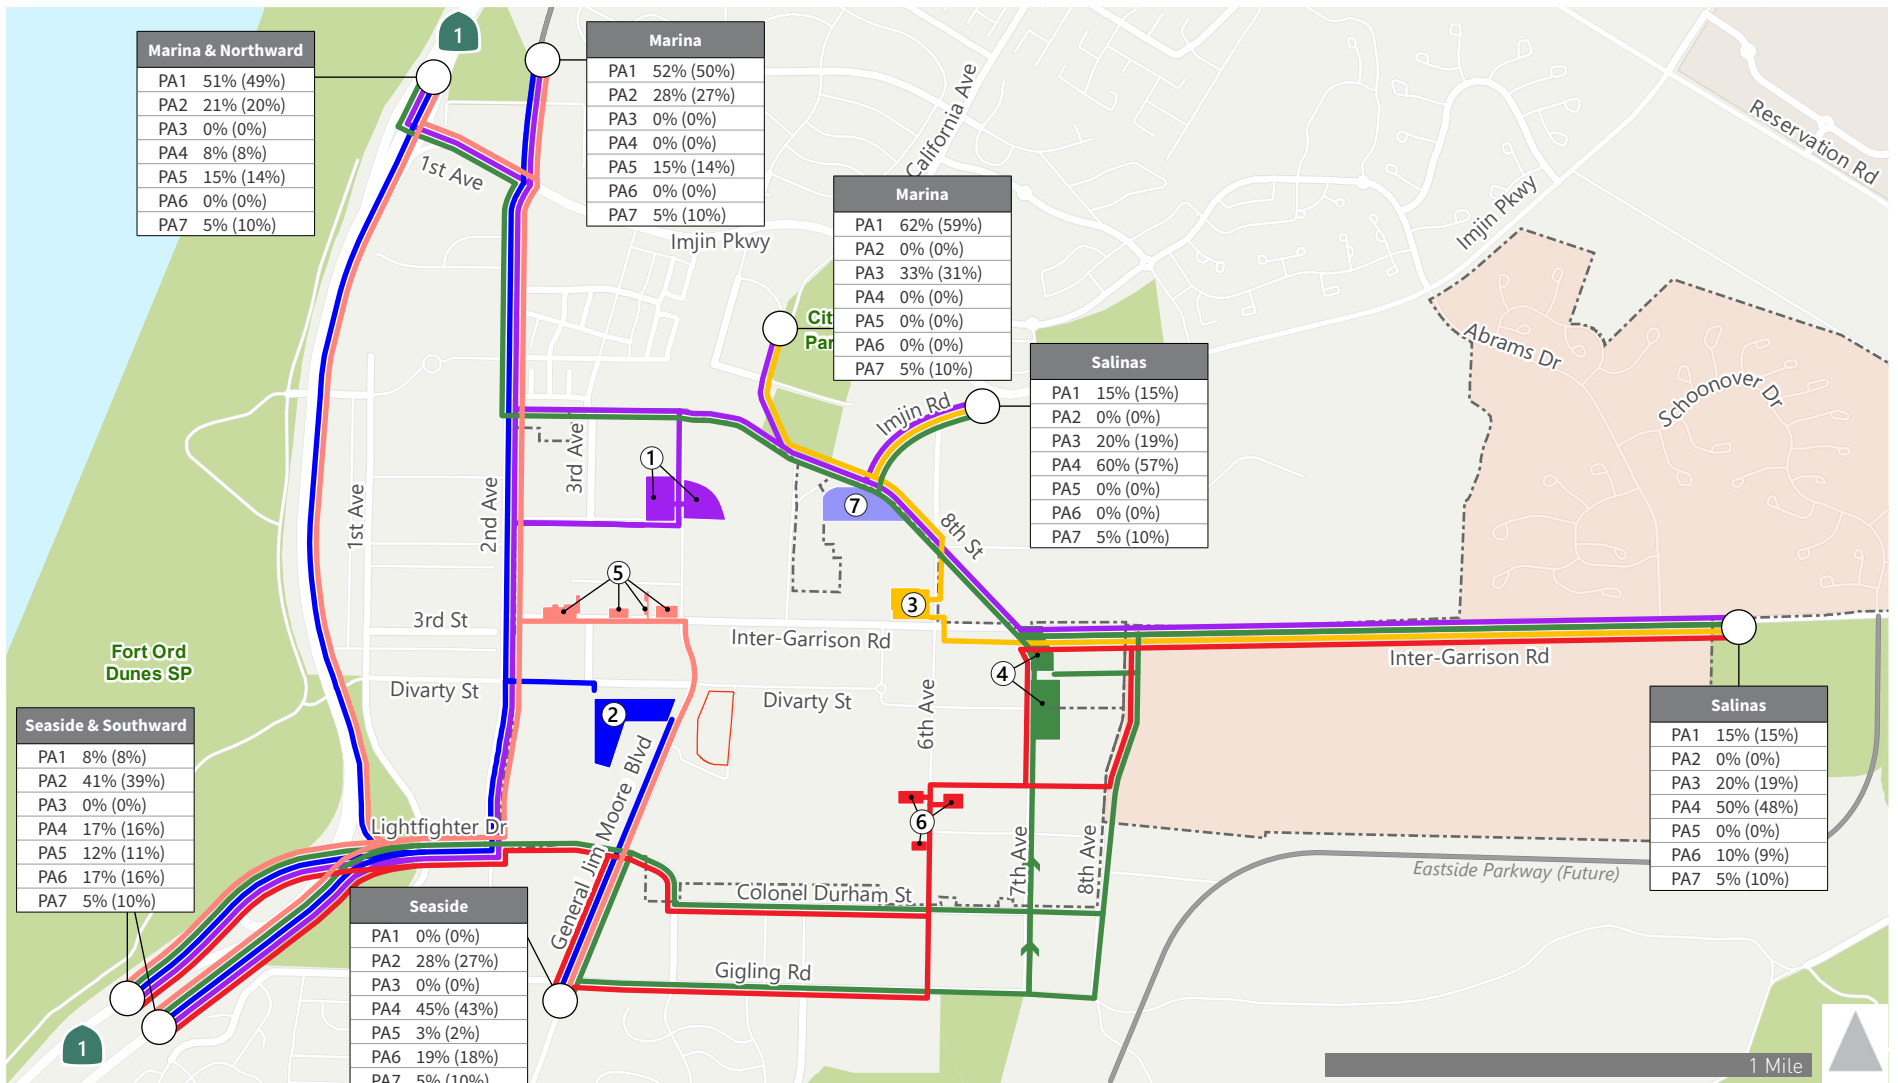 1
Marina & Northward
PA1 51% (49%)
PA2 21% (20%)
PA3 0% (0%)
PA4 8% (8%)
PA5 15% (14%)
PA6 0% (0%)
PA7 5% (10%)
Marina
PA1 52% (50%)
PA2 28% (27%)
PA3 0% (0%)
PA4 0% (0%)
PA5 15% (14%)
PA6 0% (0%)
PA7 5% (10%)
California Ave
Reservation Rd
1st Ave
Imjin Pkwy
Imjin Pkwy
Marina
PA1 62% (59%)
PA2 0% (0%)
PA3 33% (31%)
PA4 0% (0%)
PA5 0% (0%)
PA6 0% (0%)
PA7 5% (10%)
Cit
Par
Abrams Dr
Schoonover Dr
Salinas
PA1 15% (15%)
PA2 0% (0%)
PA3 20% (19%)
PA4 60% (57%)
PA5 0% (0%)
PA6 0% (0%)
PA7 5% (10%)
Imjin Rd
3rd Ave
1
1st Ave
2nd Ave
7
8th St
5
3
3rd St
Inter-Garrison Rd
Inter-Garrison Rd
Fort Ord
Dunes SP
4
Divarty St
Divarty St
2
6th Ave
General Jim Moore Blvd
Seaside & Southward
PA1 8% (8%)
PA2 41% (39%)
PA3 0% (0%)
PA4 17% (16%)
PA5 12% (11%)
PA6 17% (16%)
PA7 5% (10%)
Salinas
PA1 15% (15%)
PA2 0% (0%)
PA3 20% (19%)
PA4 50% (48%)
PA5 0% (0%)
PA6 10% (9%)
PA7 5% (10%)
Lightfighter Dr
6
7th Ave
8th Ave
Eastside Parkway (Future)
Colonel Durham St
Seaside
PA1 0% (0%)
PA2 28% (27%)
PA3 0% (0%)
PA4 45% (43%)
PA5 3% (2%)
PA6 19% (18%)
PA7 5% (10%)
Gigling Rd
1
1 Mile